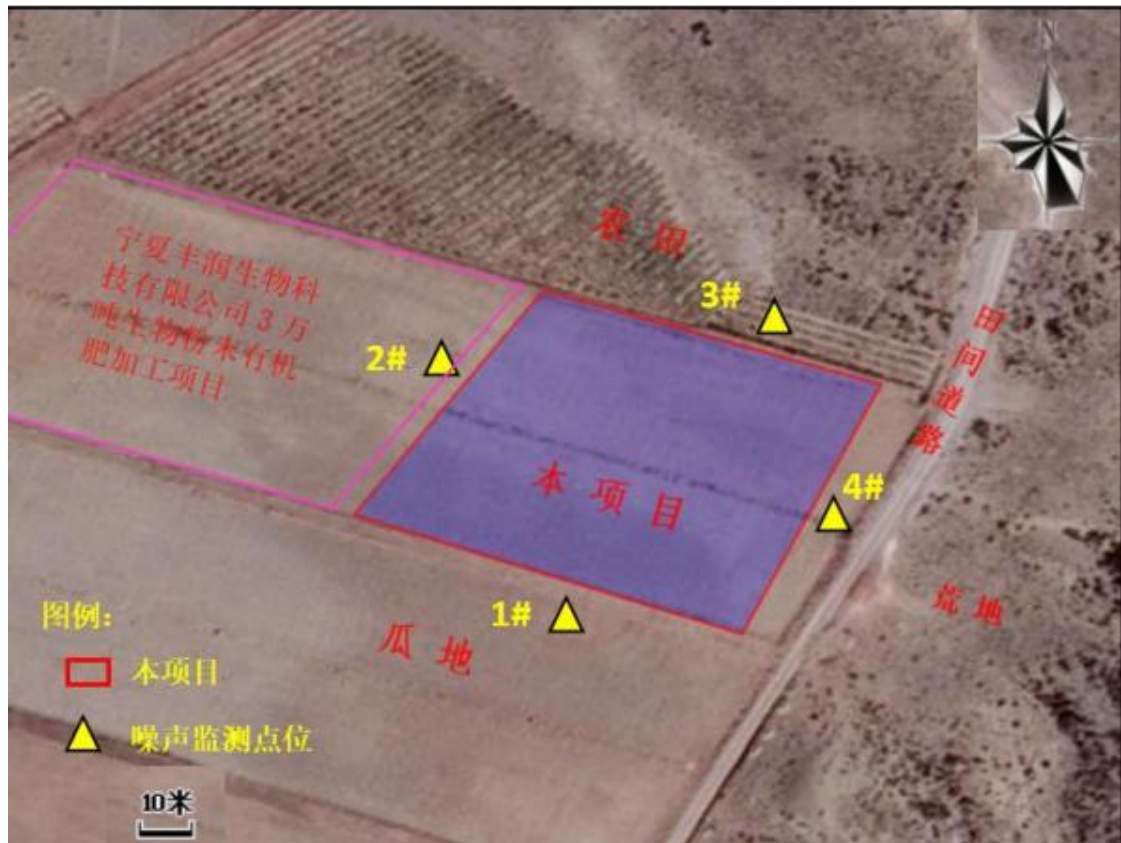 N
农田
宁夏丰润生物科
技有限公司3万
吨生物粉末有机
肥加工项目
3#
田间道路
2#
本项目
4#
1#
荒地
瓜地
图例：
本项目
噪声监测点位
10米